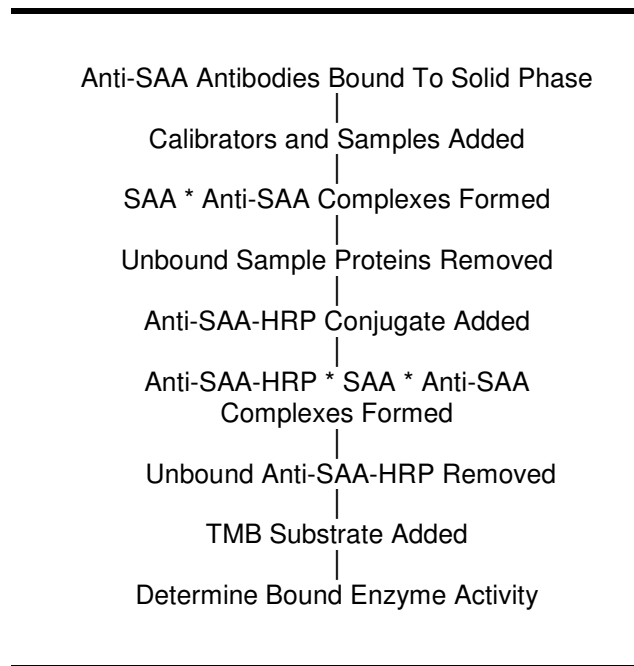 Anti-SAA Antibodies Bound To Solid Phase
Calibrators and Samples Added
SAA * Anti-SAA Complexes Formed
Unbound Sample Proteins Removed
Anti-SAA-HRP Conjugate Added
Anti-SAA-HRP * SAA * Anti-SAA
Complexes Formed
Unbound Anti-SAA-HRP Removed
TMB Substrate Added
Determine Bound Enzyme Activity